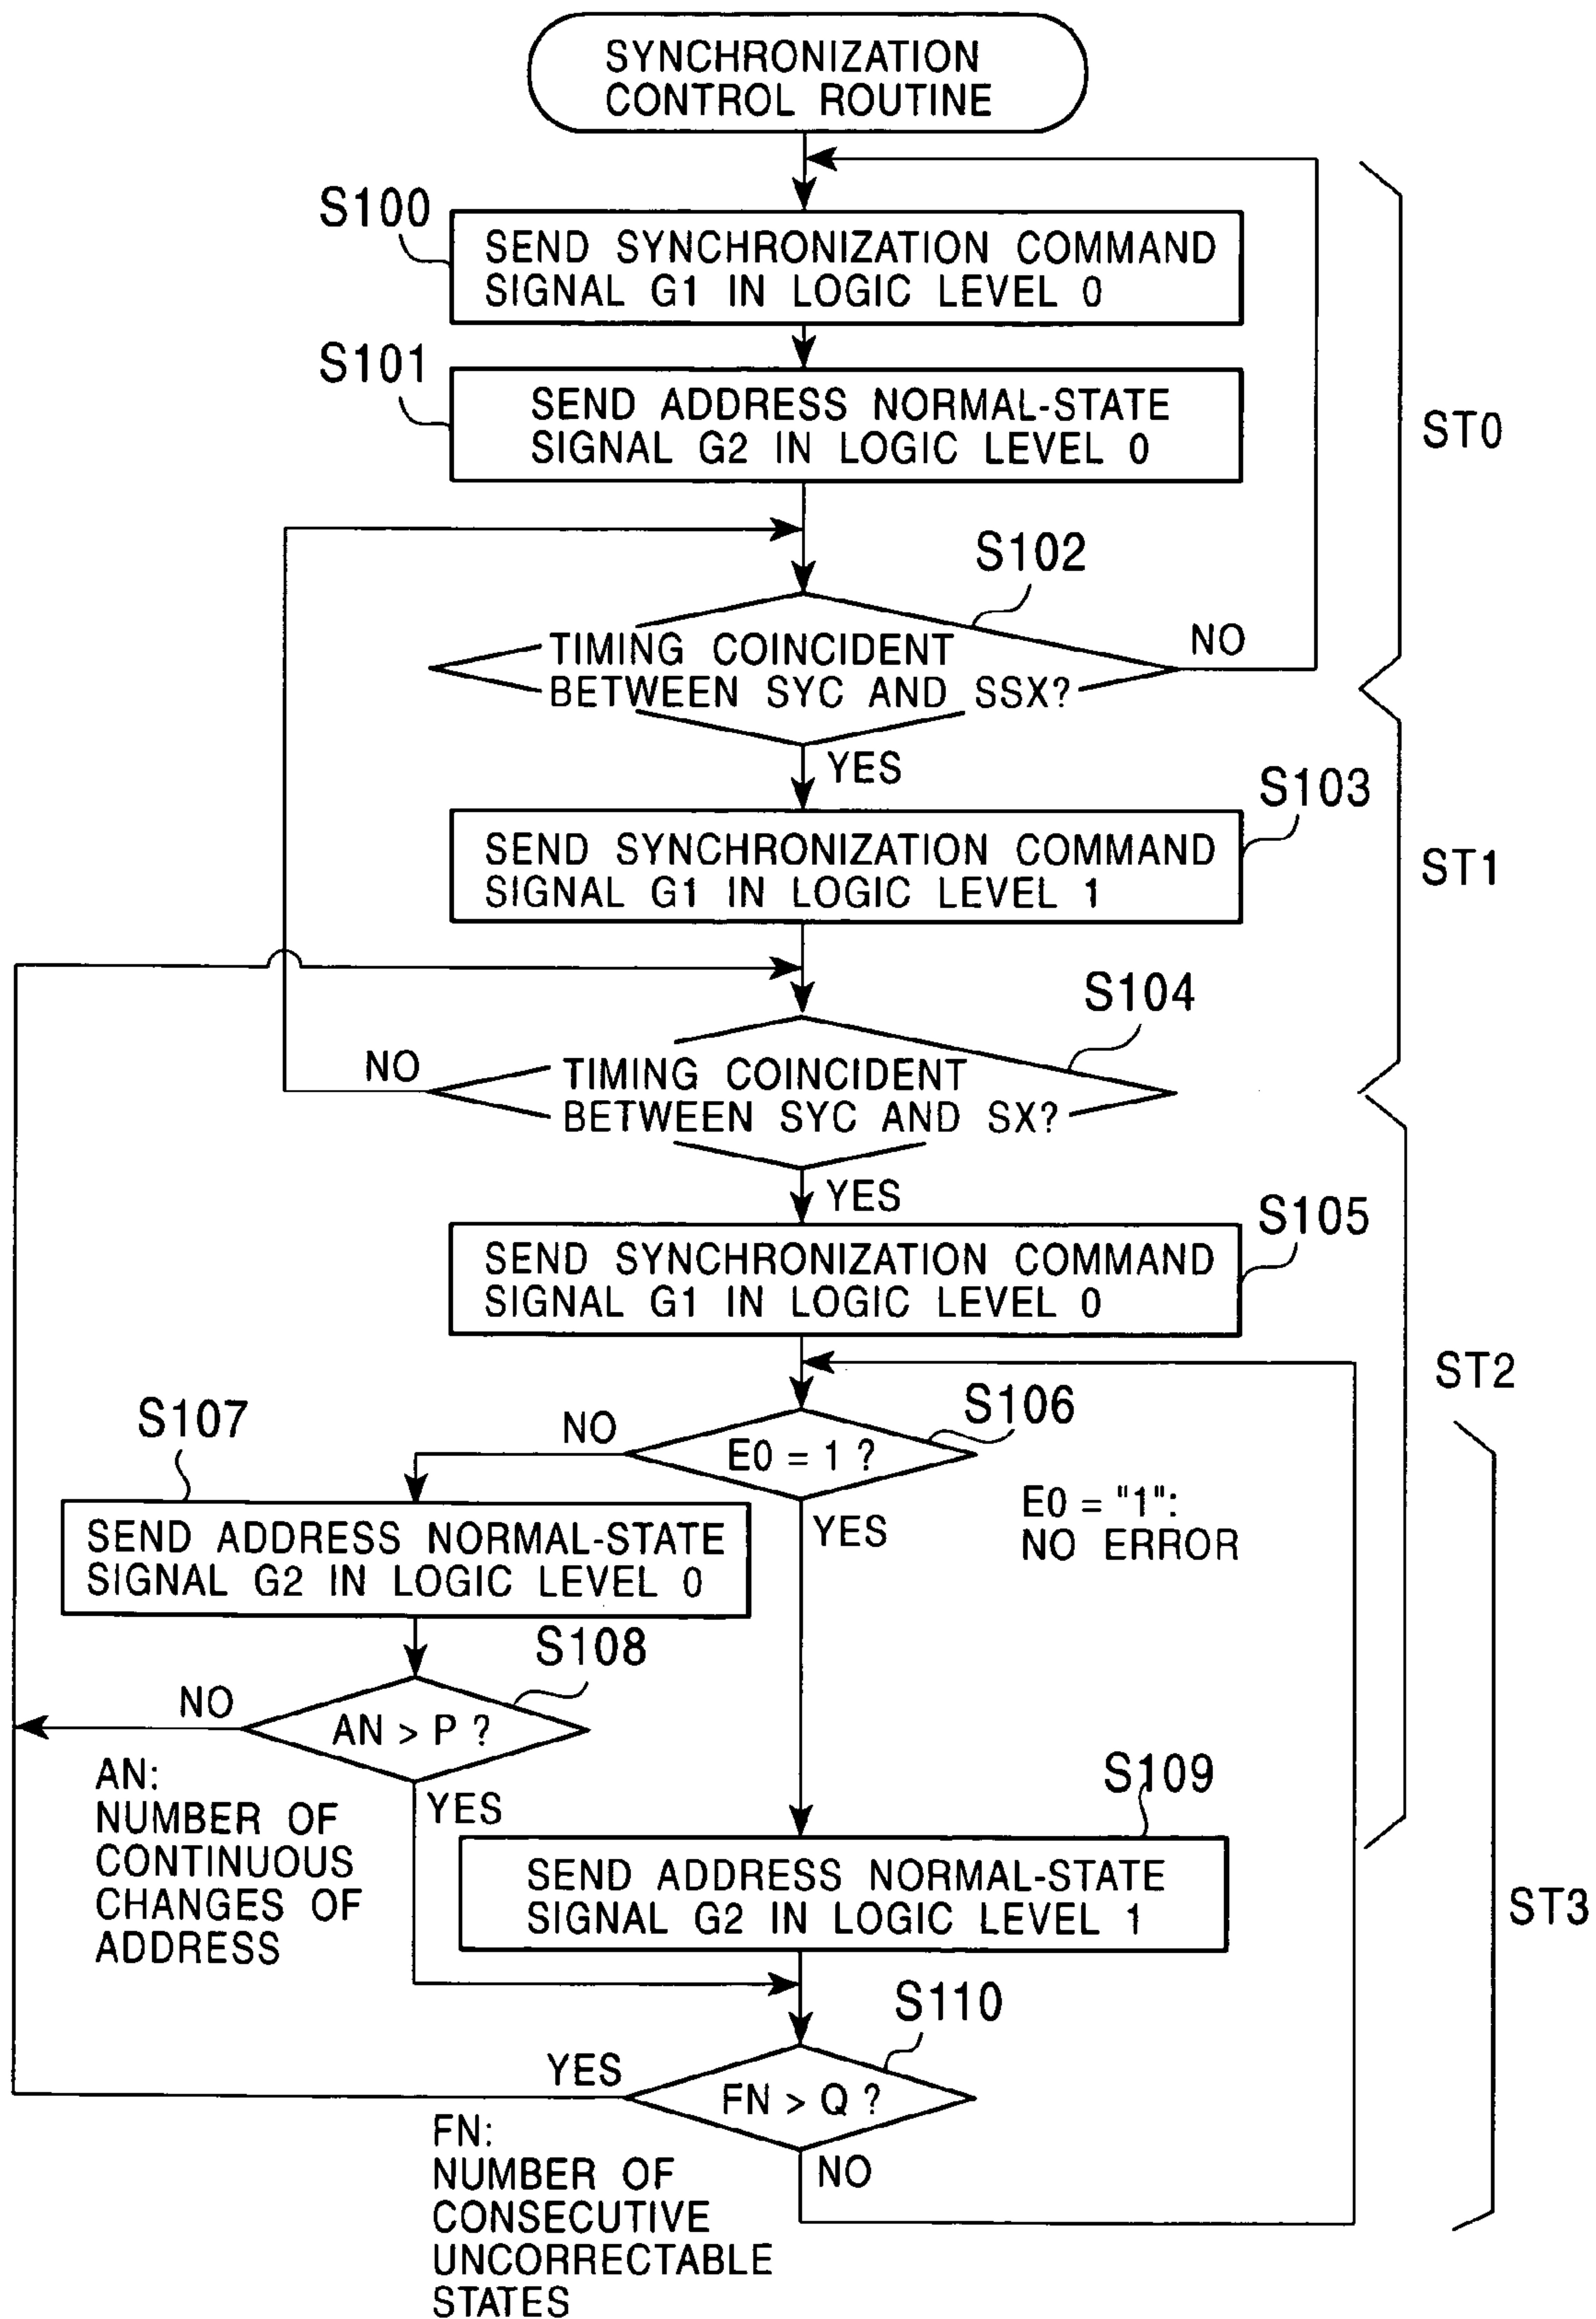 SYNCHRONIZATION
CONTROL ROUTINE
S100
SEND SYNCHRONIZATION COMMAND
SIGNAL G1 IN LOGIC LEVEL 0
S101
SEND ADDRESS NORMAL-STATE
SIGNAL G2 IN LOGIC LEVEL 0
ST0
S102
TIMING COINCIDENT
BETWEEN SYC AND SSX?
NO
YES
S103
SEND SYNCHRONIZATION COMMAND
SIGNAL G1 IN LOGIC LEVEL 1
ST1
S104
NO
TIMING COINCIDENT
BETWEEN SYC AND SX?
YES
S105
SEND SYNCHRONIZATION COMMAND
SIGNAL G1 IN LOGIC LEVEL 0
ST2
S106
NO
E0 = 1 ?
YES
E0 = "1":
NO ERROR
S107
SEND ADDRESS NORMAL-STATE
SIGNAL G2 IN LOGIC LEVEL 0
S108
NO
AN > P ?
YES
AN:
NUMBER OF
CONTINUOUS
CHANGES OF
ADDRESS
S109
SEND ADDRESS NORMAL-STATE
SIGNAL G2 IN LOGIC LEVEL 1
ST3
S110
YES
FN > Q ?
NO
FN:
NUMBER OF
CONSECUTIVE
UNCORRECTABLE
STATES